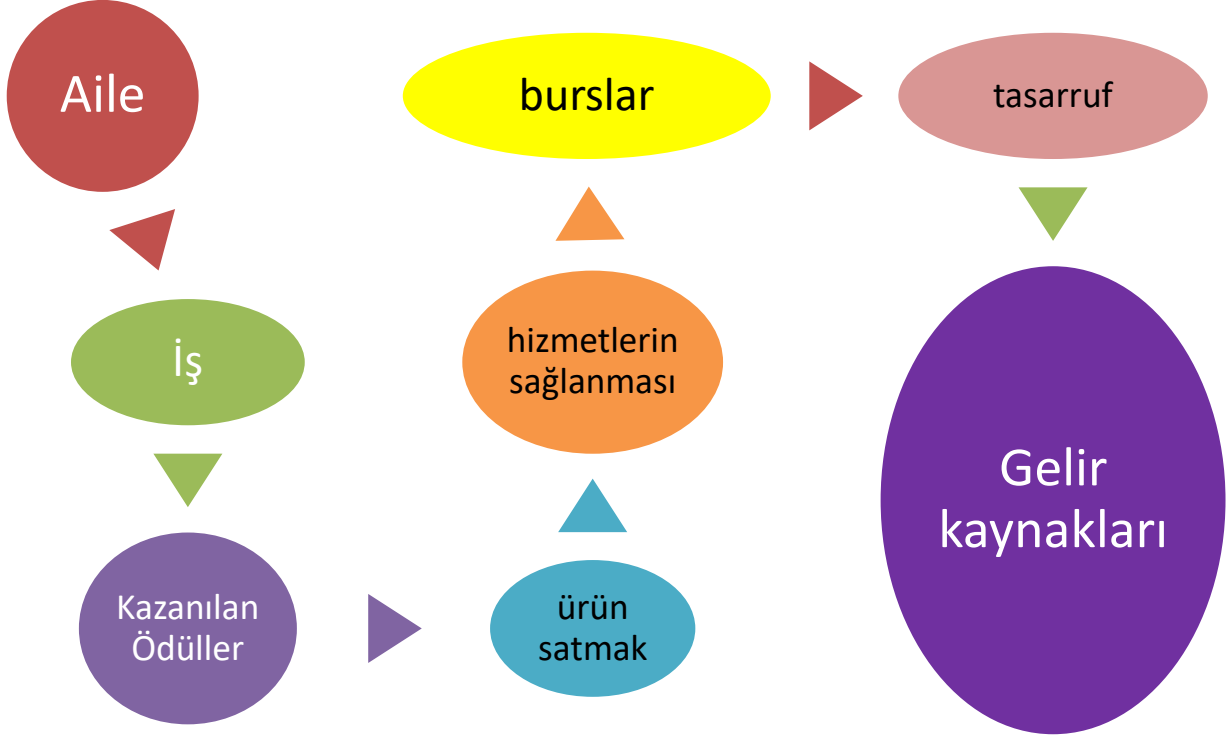 Aile
İş
Kazanılan
Ödüller
ürün
satmak
hizmetlerin
sağlanması
burslar
tasarruf
Gelir
kaynakları